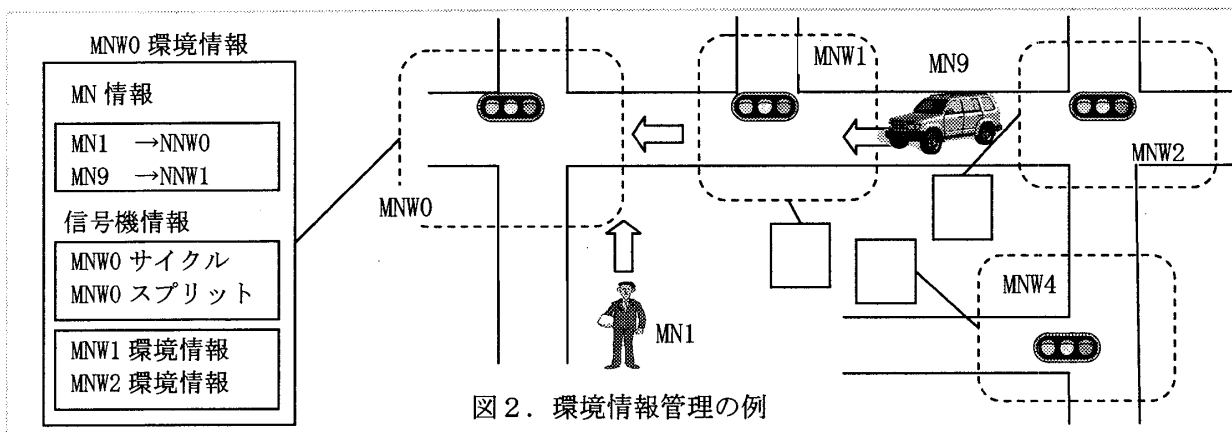 MNW0 環境情報
MN 情報
MN1 →NNW0
MN9 →NNW1
信号機情報
MNW0 サイクル
MNW0 スプリット
MNW1 環境情報
MNW2 環境情報
MNW0
MNW1
MN9
MNW2
MN1
MNW4
図2. 環境情報管理の例